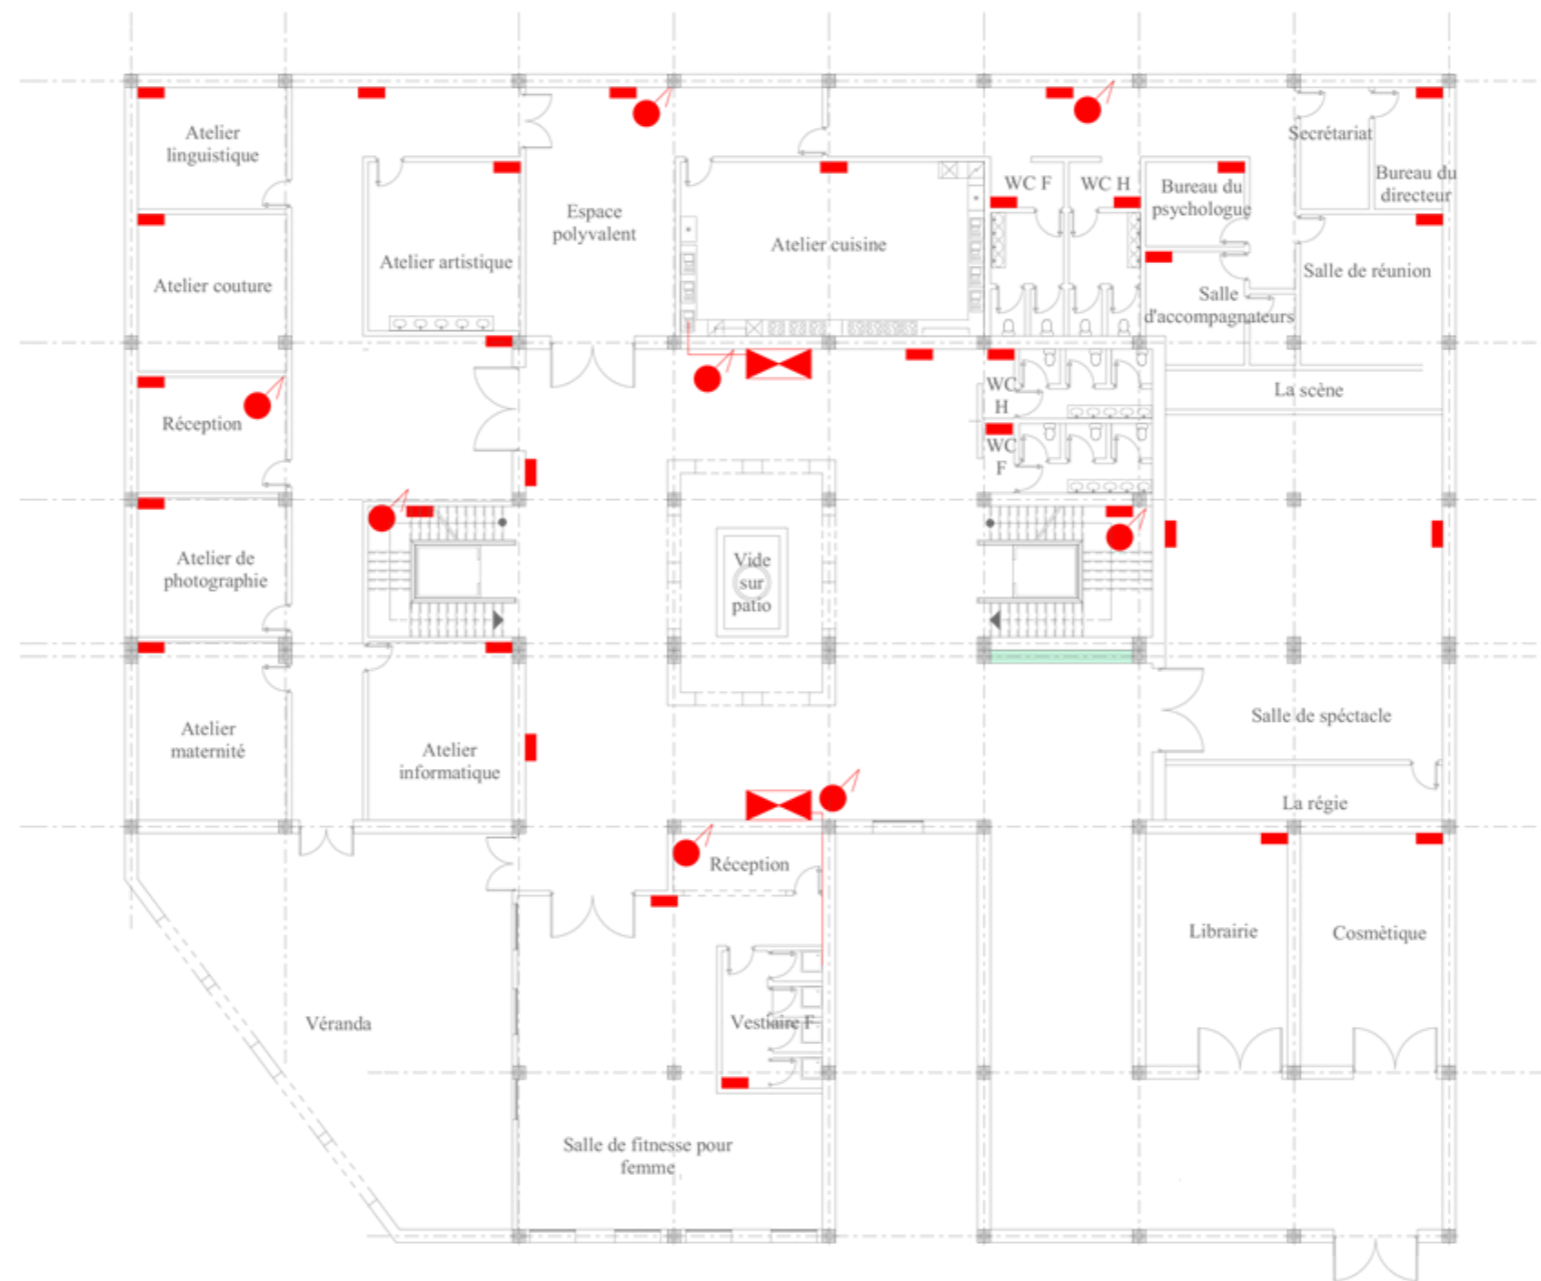 Atelier
linguistique
Secrétariat
Bureau du
directeur
WC F
WC H
Bureau du
psychologue
Espace
polyvalent
Atelier cuisine
Atelier artistique
Atelier couture
Salle de réunion
Salle
d'accompagnateurs
La scène
WC
H
Réception
WC
F
Atelier de
photographie
Vide
sur
patio
Atelier
maternité
Atelier
informatique
Salle de spéctacle
La régie
Réception
Librairie
Cosmètique
Véranda
Vestiaire F
Salle de fitnesse pour
femme